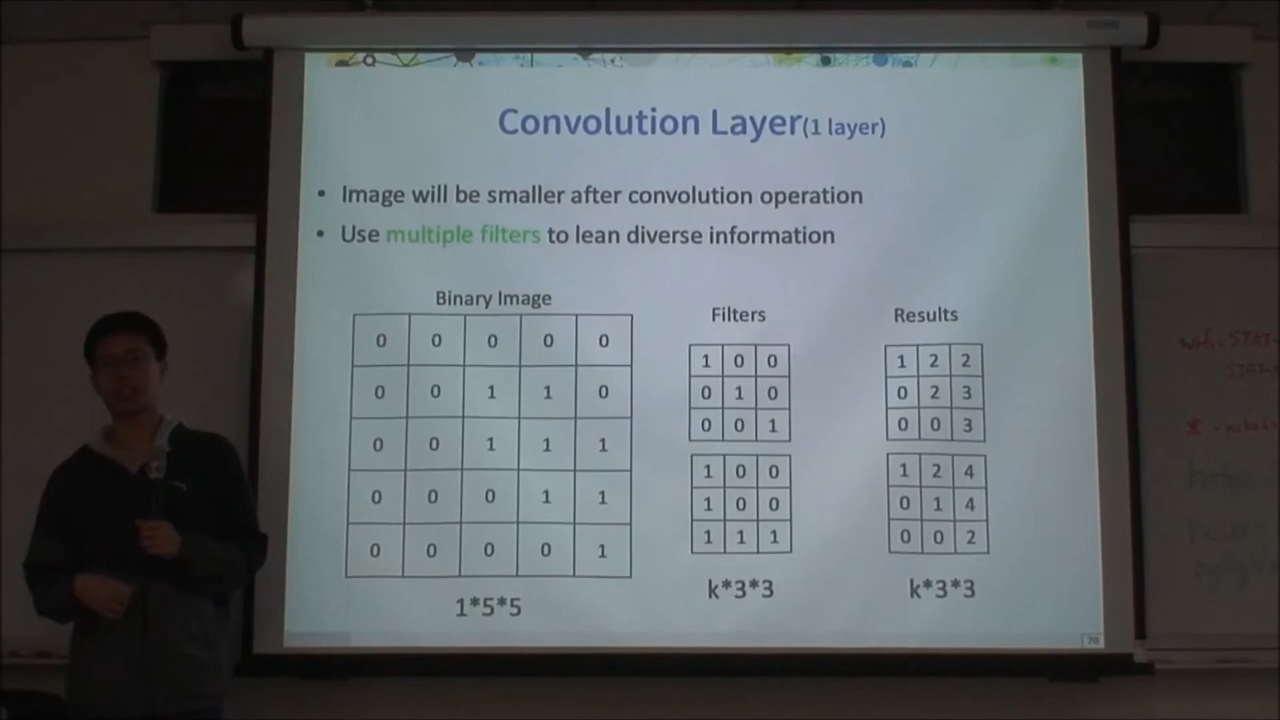 Convolution Layer(1 layer)
• Image will be smaller after convolution operation
• Use multiple filters to lean diverse information
Binary Image
0 0 0 0 0
0 0 1 1 0
0 0 1 1 1
0 0 0 1 1
0 0 0 0 1
1*5*5
Filters
1 0 0
0 1 0
0 0 1
1 0 0
1 0 0
1 1 1
k*3*3
Results
1 2 2
0 2 3
0 0 3
1 2 4
0 1 4
0 0 2
k*3*3
70